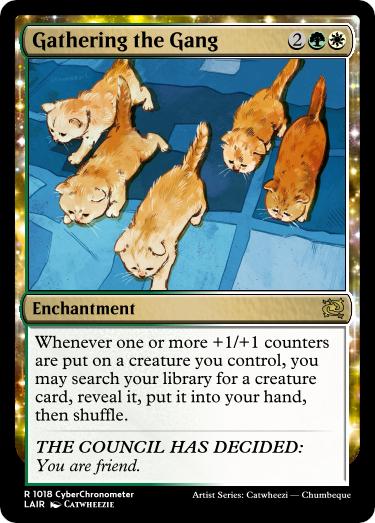 Gathering the Gang 2
Enchantment
Whenever one or more +1/+1 counters
are put on a creature you control, you
may search your library for a creature
card, reveal it, put it into your hand,
then shuffle.
THE COUNCIL HAS DECIDED:
You are friend.
R 1018 CyberChronometer
LAIR CATWHEEZIE
Artist Series: Catwheezi — Chumbeque